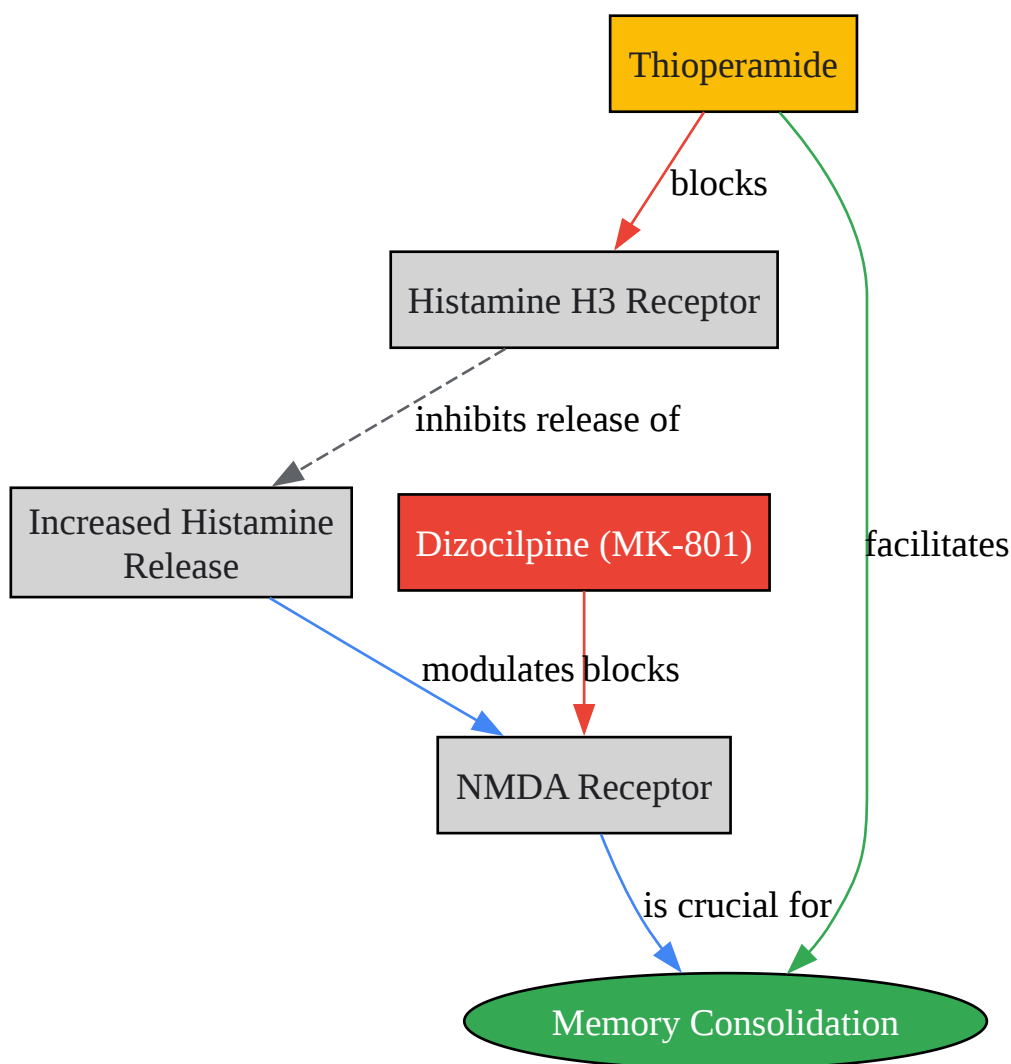 Thioperamide
blocks
Histamine H3 Receptor
inhibits release of
Increased Histamine
Release
Dizocilpine (MK-801)
facilitates
modulates
blocks
NMDA Receptor
is crucial for
Memory Consolidation